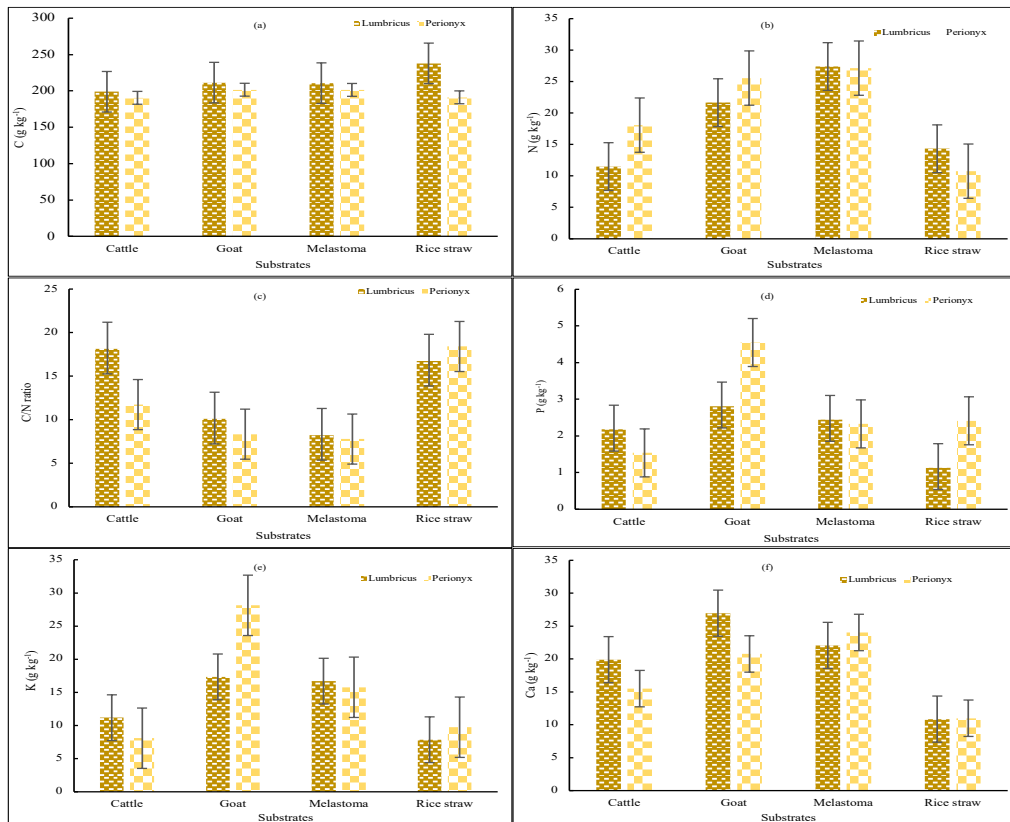 (a)
Lumbricus Perionyx
300
250
200
150
100
50
0
C (g kg⁻¹)
Cattle Goat Melastoma Rice straw
Substrates
(b)
Lumbricus Perionyx
35
30
25
20
15
10
5
0
N (g kg⁻¹)
Cattle Goat Melastoma Rice straw
Substrates
(c)
Lumbricus Perionyx
25
20
15
10
5
0
C/N ratio
Cattle Goat Melastoma Rice straw
Substrates
(d)
Lumbricus Perionyx
6
5
4
3
2
1
0
P (g kg⁻¹)
Cattle Goat Melastoma Rice straw
Substrates
(e)
Lumbricus Perionyx
35
30
25
20
15
10
5
0
K (g kg⁻¹)
Cattle Goat Melastoma Rice straw
Substrates
(f)
Lumbricus Perionyx
35
30
25
20
15
10
5
0
Ca (g kg⁻¹)
Cattle Goat Melastoma Rice straw
Substrates